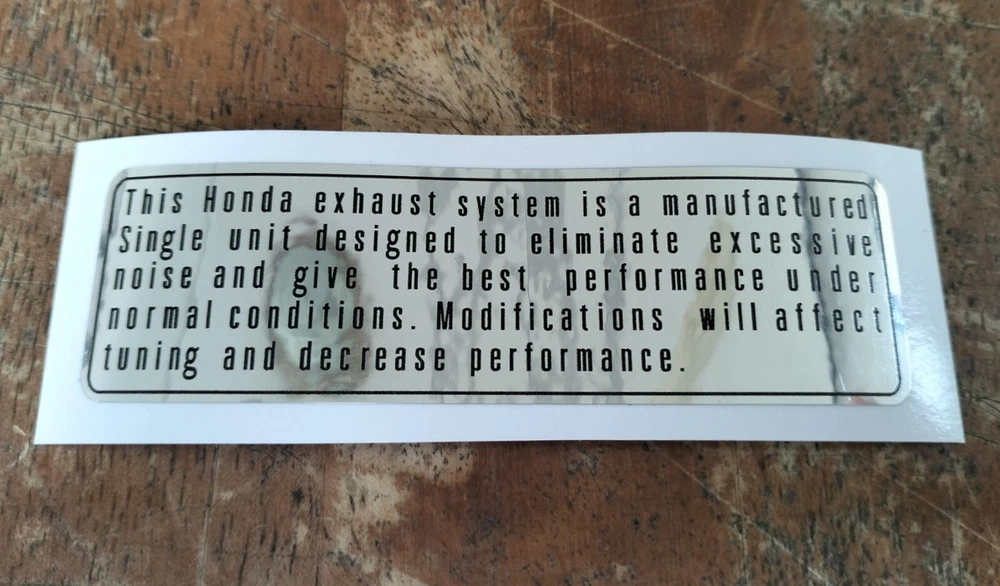 This Honda exhaust system is a manufactured
Single unit designed to eliminate excessive
noise and give the best performance under
normal conditions. Modifications will affect
tuning and decrease performance.